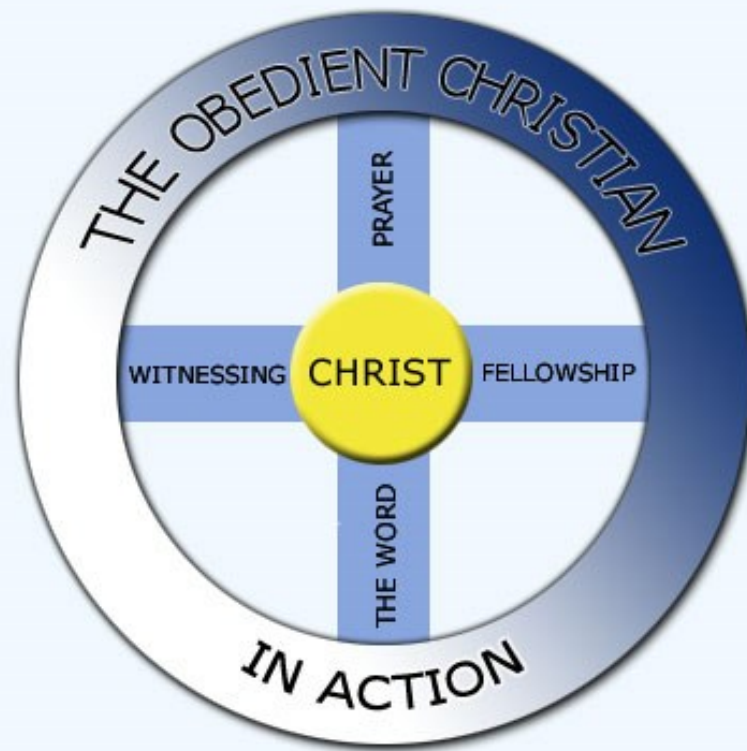 THE OBEDIENT CHRISTIAN
PRAYER
WITNESSING
CHRIST
FELLOWSHIP
THE WORD
IN ACTION